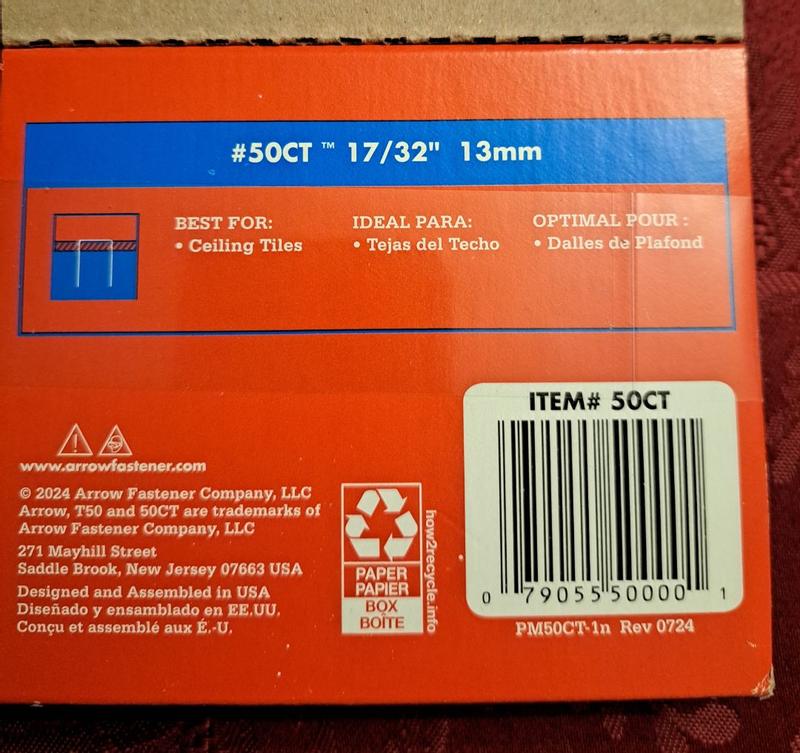 #50CT ™ 17/32" 13mm
BEST FOR:
• Ceiling Tiles
IDEAL PARA:
• Tejas del Techo
OPTIMAL POUR :
• Dalles de Plafond
ITEM# 50CT
0 79055 50000 1
PM50CT-1n Rev 0724
www.arrowfastener.com
© 2024 Arrow Fastener Company, LLC
Arrow, T50 and 50CT are trademarks of
Arrow Fastener Company, LLC
271 Mayhill Street
Saddle Brook, New Jersey 07663 USA
Designed and Assembled in USA
Diseñado y ensamblado en EE.UU.
Conçu et assemblé aux É.-U.
PAPER
PAPIER
BOX
BOÎTE
how2recycle.info